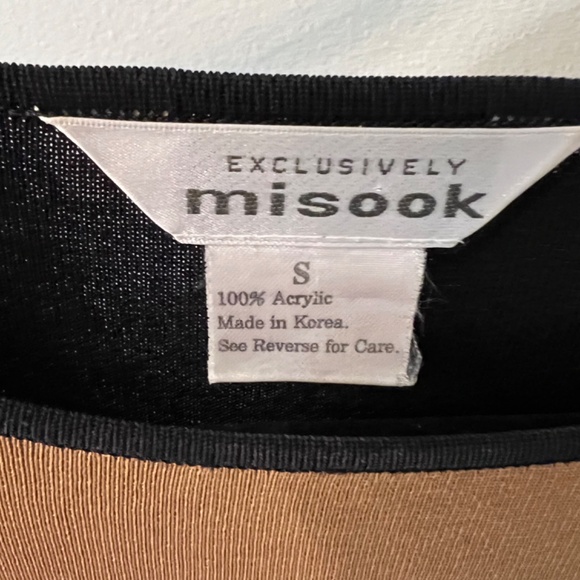 EXCLUSIVELY
misook
S
100% Acrylic
Made in Korea.
See Reverse for Care.